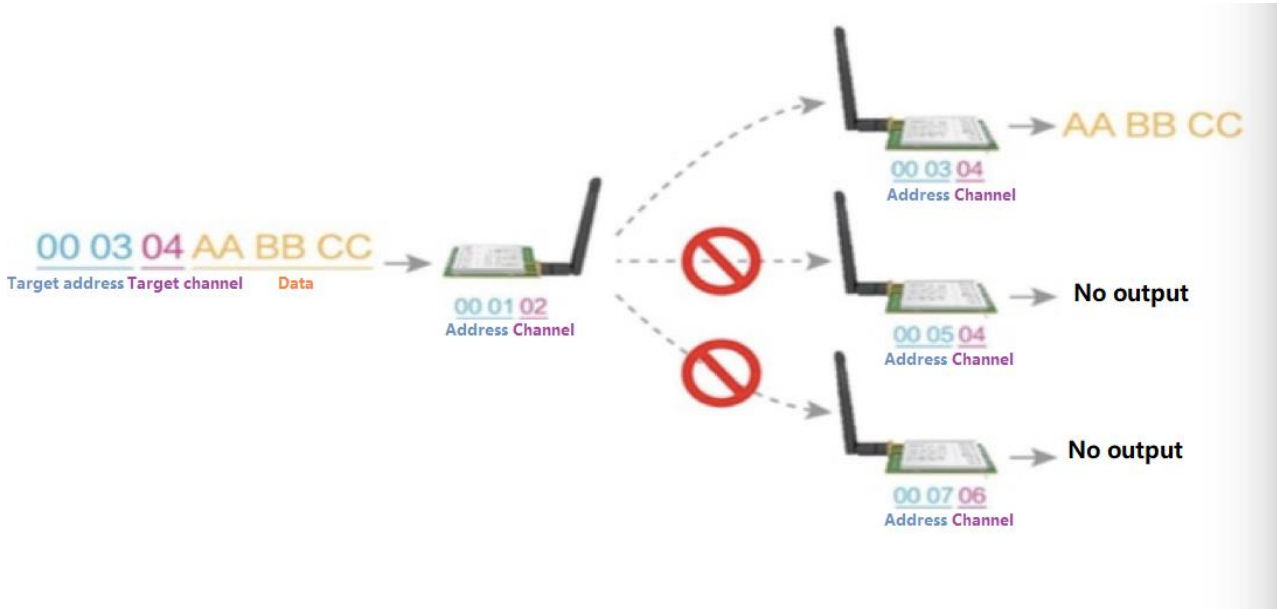 00 03 04 AA BB CC
Target address Target channel Data
00 01 02
Address Channel
AA BB CC
00 03 04
Address Channel
No output
00 05 04
Address Channel
No output
00 07 06
Address Channel